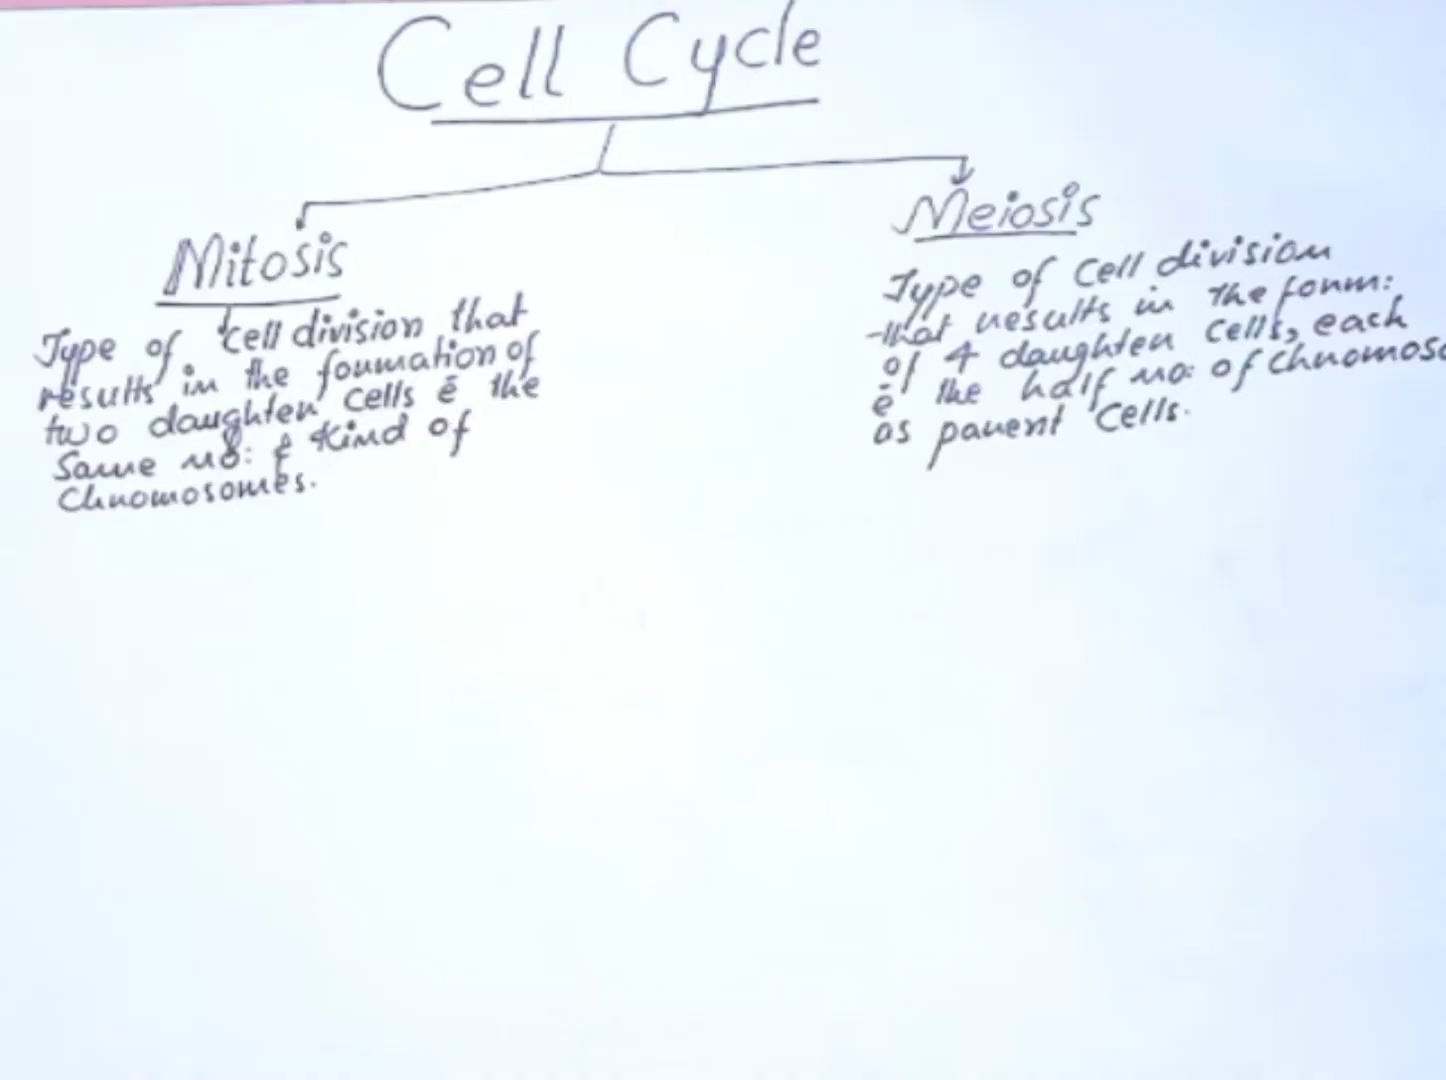 Cell Cycle
Mitosis
Type of cell division that
results in the formation of
two daughter cells ē the
Same no: & Kind of
Chromosomes.
Meiosis
Type of Cell division
that results in the form:
of 4 daughter cells, each
ē the half no: of Chromoso
as parent Cells.